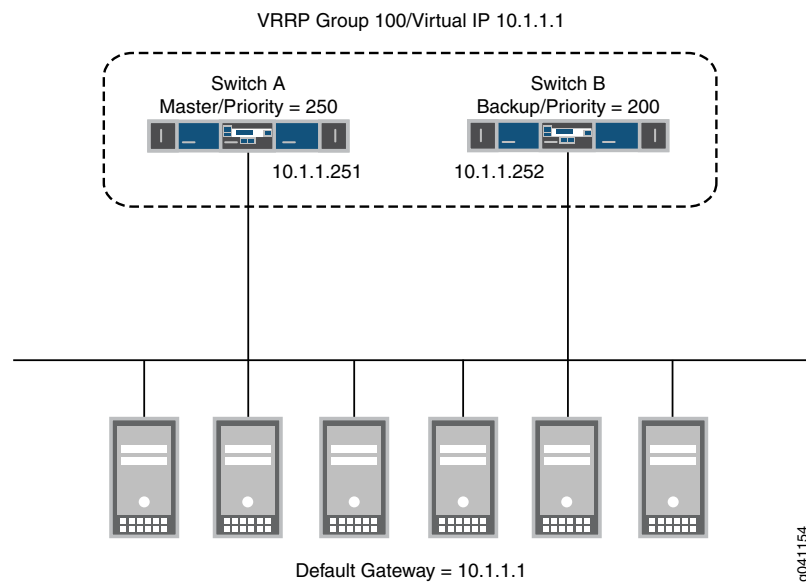 VRRP Group 100/Virtual IP 10.1.1.1
Switch A
Master/Priority = 250
Switch B
Backup/Priority = 200
10.1.1.251
10.1.1.252
Default Gateway = 10.1.1.1
g041154